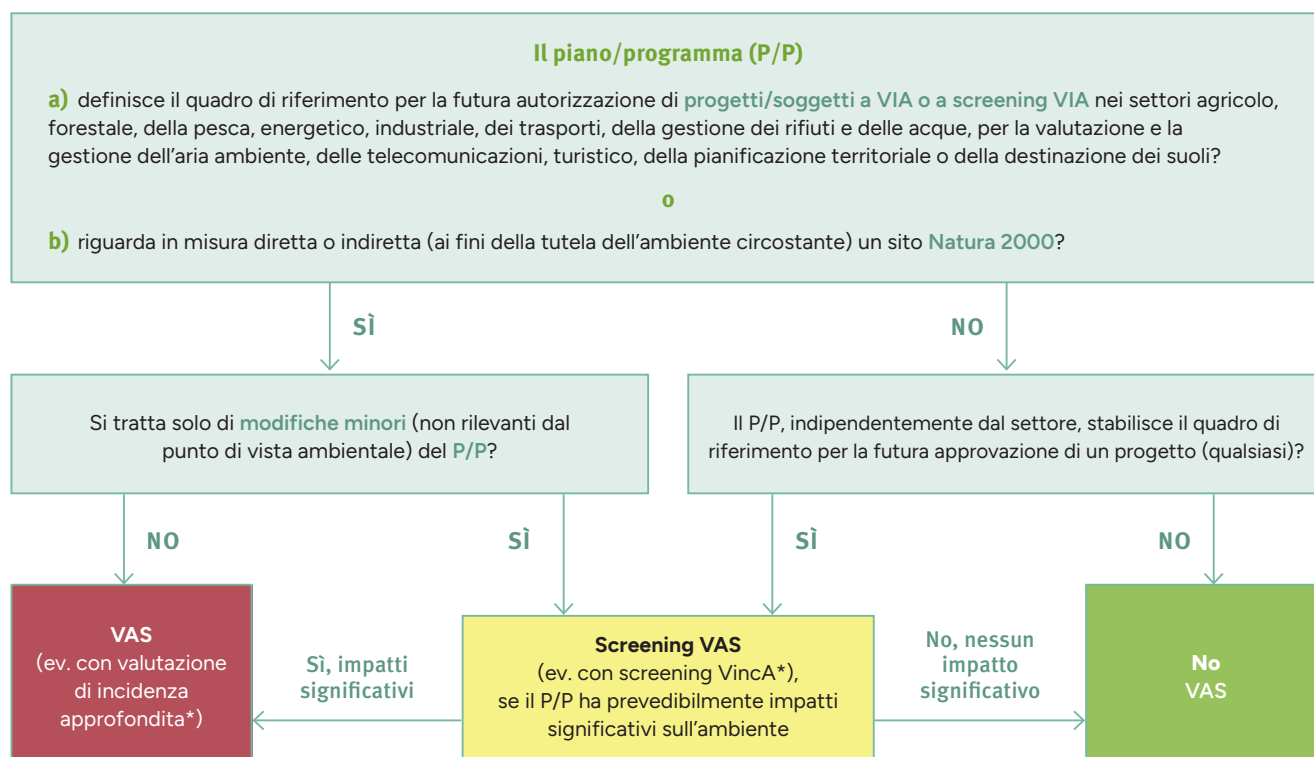 Il piano/programma (P/P)
a) definisce il quadro di riferimento per la futura autorizzazione di progetti/soggetti a VIA o a screening VIA nei settori agricolo,
forestale, della pesca, energetico, industriale, dei trasporti, della gestione dei rifiuti e delle acque, per la valutazione e la
gestione dell'aria ambiente, delle telecomunicazioni, turistico, della pianificazione territoriale o della destinazione dei suoli?
o
b) riguarda in misura diretta o indiretta (ai fini della tutela dell'ambiente circostante) un sito Natura 2000?
SÌ
NO
Si tratta solo di modifiche minori (non rilevanti dal
punto di vista ambientale) del P/P?
Il P/P, indipendentemente dal settore, stabilisce il quadro di
riferimento per la futura approvazione di un progetto (qualsiasi)?
NO
SÌ
SÌ
NO
VAS
(ev. con valutazione
di incidenza
approfondita*)
Sì, impatti
significativi
Screening VAS
(ev. con screening VincA*),
se il P/P ha prevedibilmente impatti
significativi sull'ambiente
No, nessun
impatto
significativo
No
VAS